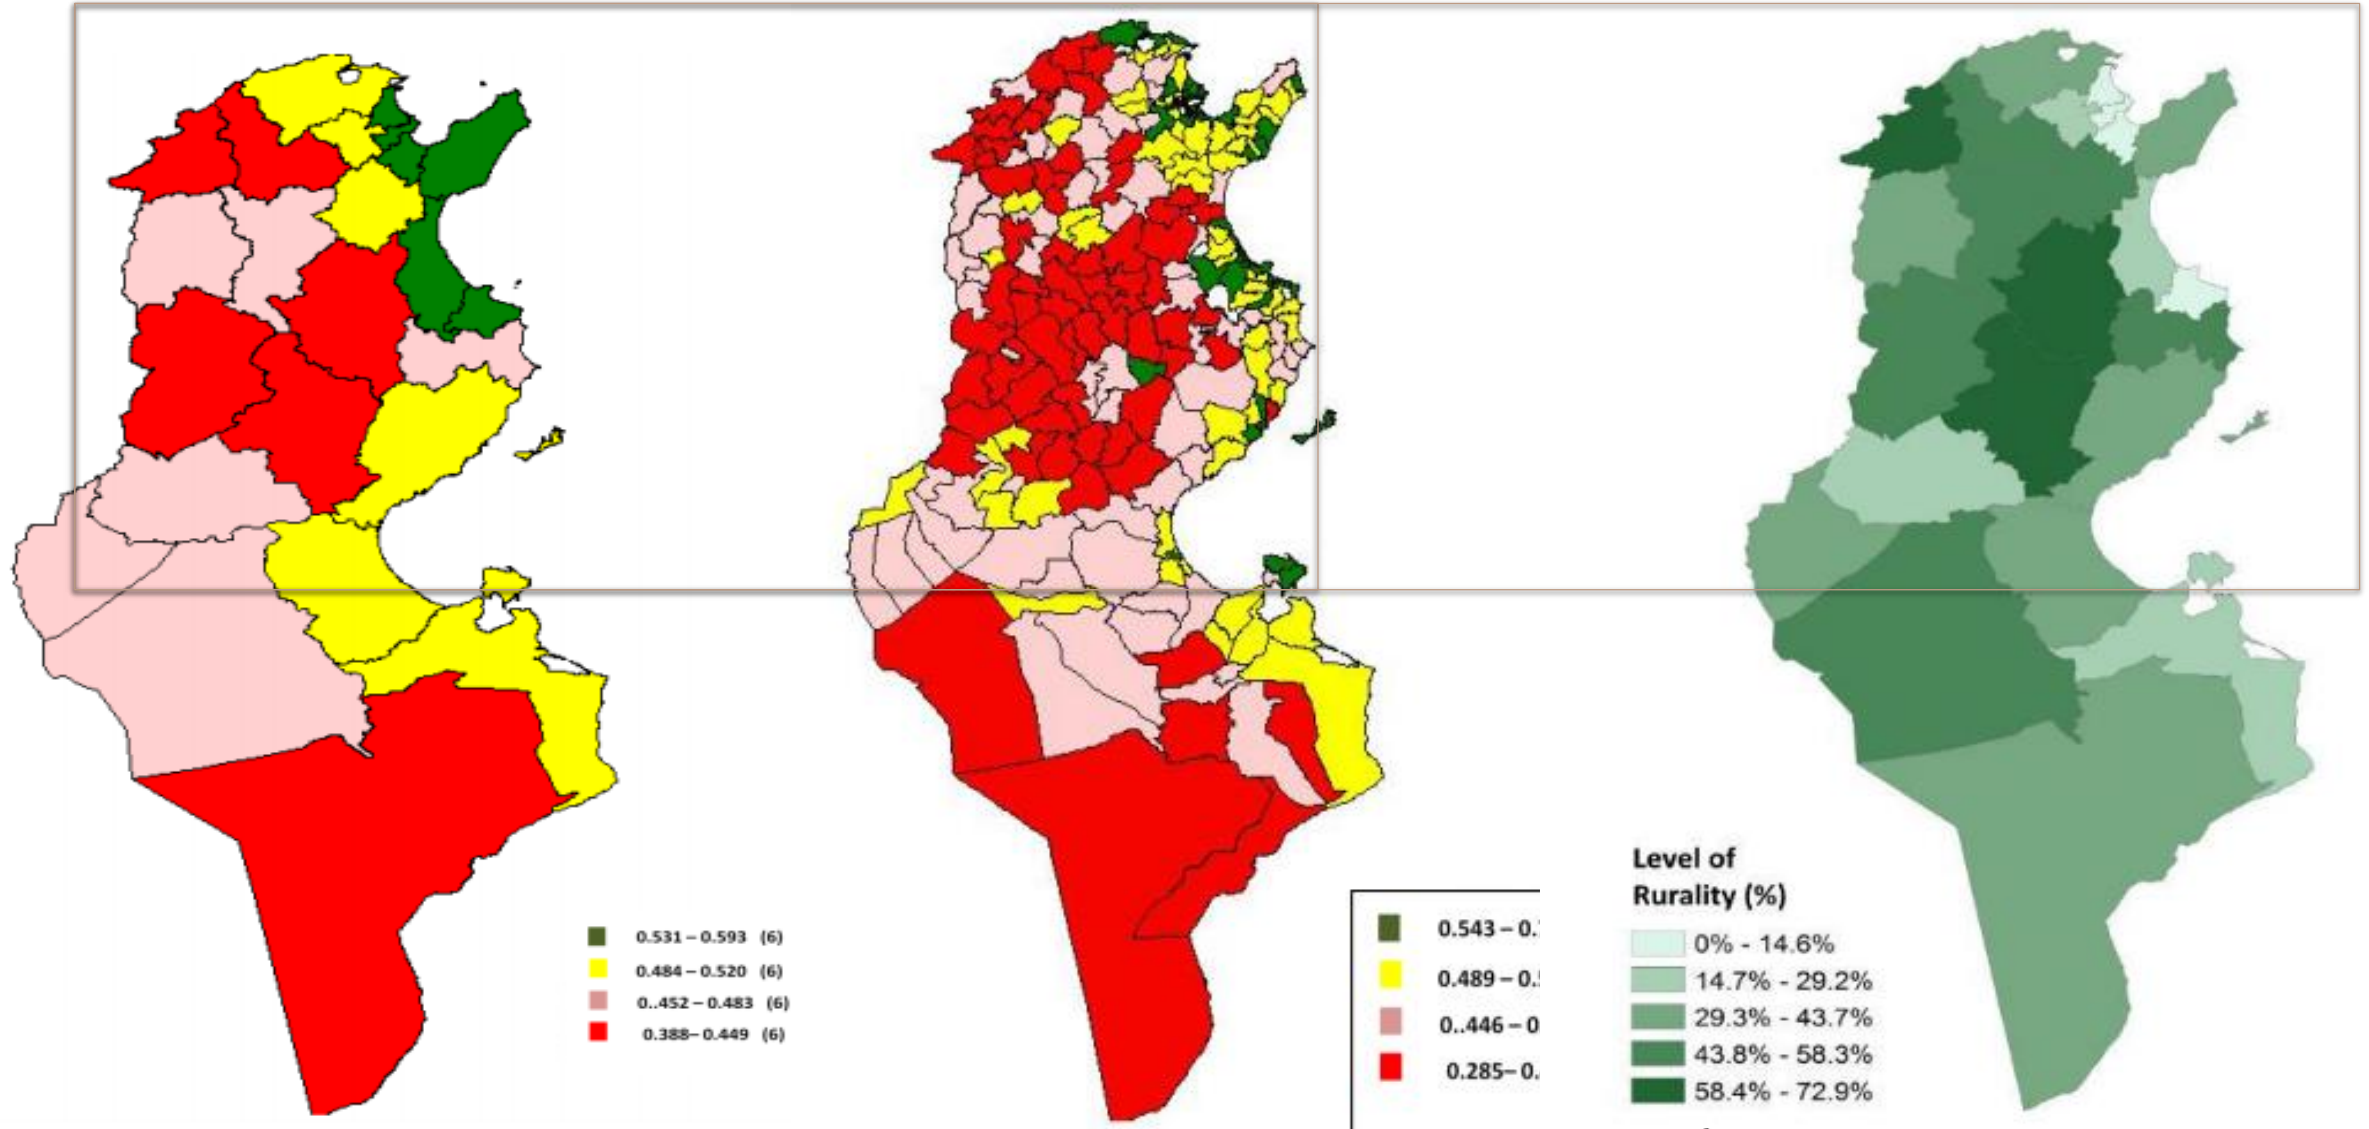 0.531 – 0.593 (6)
0.484 – 0.520 (6)
0..452 – 0.483 (6)
0.388– 0.449 (6)
0.543 – 0.
0.489 – 0.
0..446 – 0
0.285– 0.
Level of
Rurality (%)
0% - 14.6%
14.7% - 29.2%
29.3% - 43.7%
43.8% - 58.3%
58.4% - 72.9%